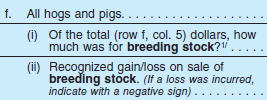 f. All hogs and pigs. . . . . . . . . . . . . . . . . . . .
(i) Of the total (row f, col. 5) dollars, how
much was for breeding stock?1/ . . . . .
(ii) Recognized gain/loss on sale of
breeding stock. (If a loss was incurred,
indicate with a negative sign) . . . . . . . . . .